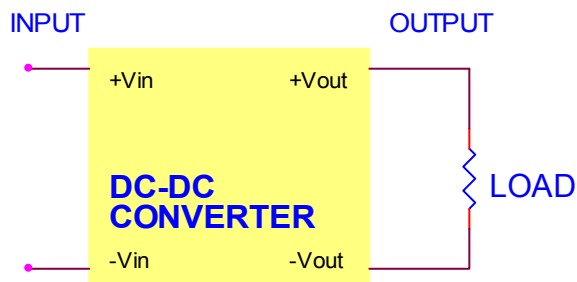 INPUT
OUTPUT
+Vin
+Vout
DC-DC
CONVERTER
LOAD
-Vin
-Vout